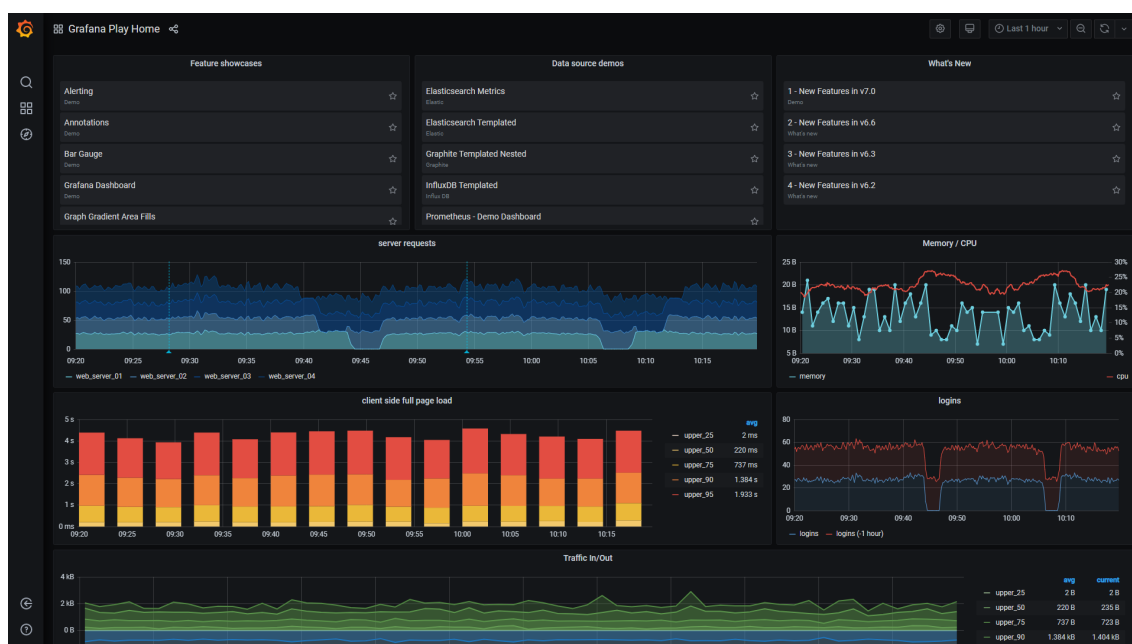 Grafana Play Home
Last 1 hour
Feature showcases
Alerting
Demo
Annotations
Demo
Bar Gauge
Demo
Grafana Dashboard
Demo
Graph Gradient Area Fills
Data source demos
Elasticsearch Metrics
Elastic
Elasticsearch Templated
Elastic
Graphite Templated Nested
Graphite
InfluxDB Templated
Influx DB
Prometheus - Demo Dashboard
What's New
1 - New Features in v7.0
Demo
2 - New Features in v6.6
What's new
3 - New Features in v6.3
What's new
4 - New Features in v6.2
What's new
server requests
150
100
50
0
09:20 09:25 09:30 09:35 09:40 09:45 09:50 09:55 10:00 10:05 10:10 10:15
web_server_01 web_server_02 web_server_03 web_server_04
Memory / CPU
25 B 30%
25%
20 B 20%
15 B 15%
10%
10 B 5%
5 B 0%
09:20 09:30 09:40 09:50 10:00 10:10
memory cpu
client side full page load
5 s
4 s
3 s
2 s
1 s
0 ms
09:20 09:25 09:30 09:35 09:40 09:45 09:50 09:55 10:00 10:05 10:10 10:15
avg
upper_25 2 ms
upper_50 220 ms
upper_75 737 ms
upper_90 1.384 s
upper_95 1.933 s
logins
80
60
40
20
0
09:20 09:30 09:40 09:50 10:00 10:10
logins logins (-1 hour)
Traffic In/Out
4 kB
2 kB
0 B
avg current
upper_25 2 B 2 B
upper_50 220 B 235 B
upper_75 737 B 723 B
upper_90 1.384 kB 1.404 kB